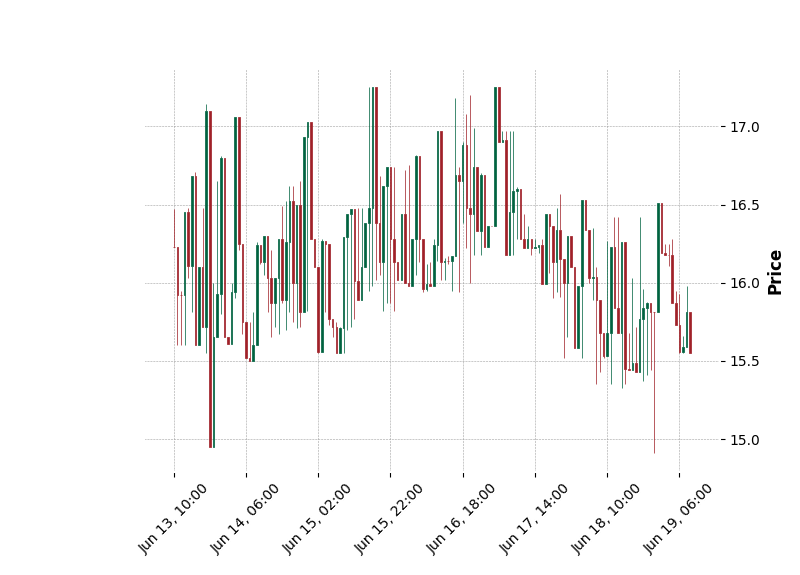 17.0
16.5
16.0
15.5
15.0
Price
Jun 13, 10:00
Jun 14, 06:00
Jun 15, 02:00
Jun 15, 22:00
Jun 16, 18:00
Jun 17, 14:00
Jun 18, 10:00
Jun 19, 06:00